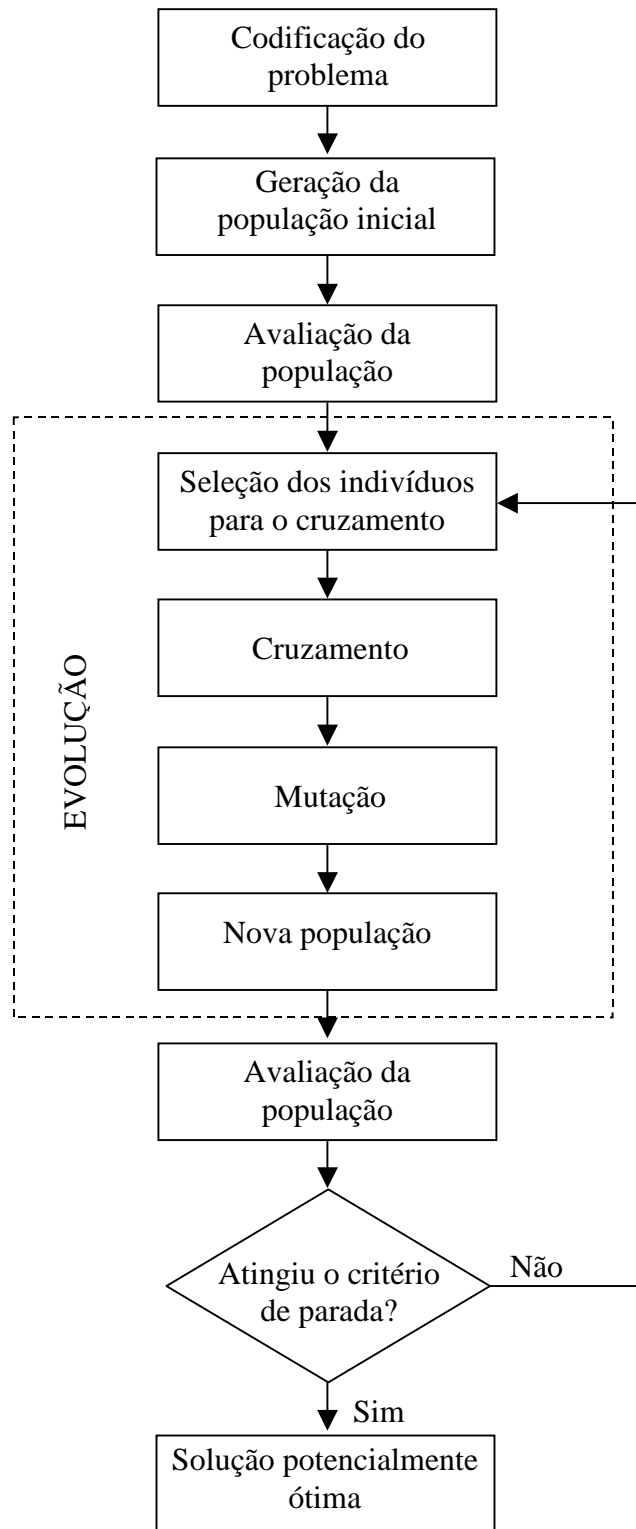 Codificação do
problema
Geração da
população inicial
Avaliação da
população
Seleção dos indivíduos
para o cruzamento
Cruzamento
EVOLUÇÃO
Mutação
Nova população
Avaliação da
população
Atingiu o critério
de parada?
Não
Sim
Solução potencialmente
ótima